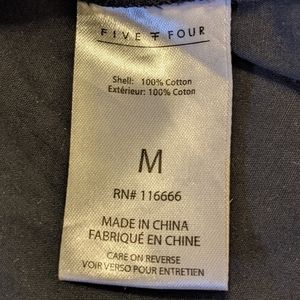 FIVE FOUR
Shell: 100% Cotton
Extérieur: 100% Coton
M
RN# 116666
MADE IN CHINA
FABRIQUÉ EN CHINE
CARE ON REVERSE
VOIR VERSO POUR ENTRETIEN